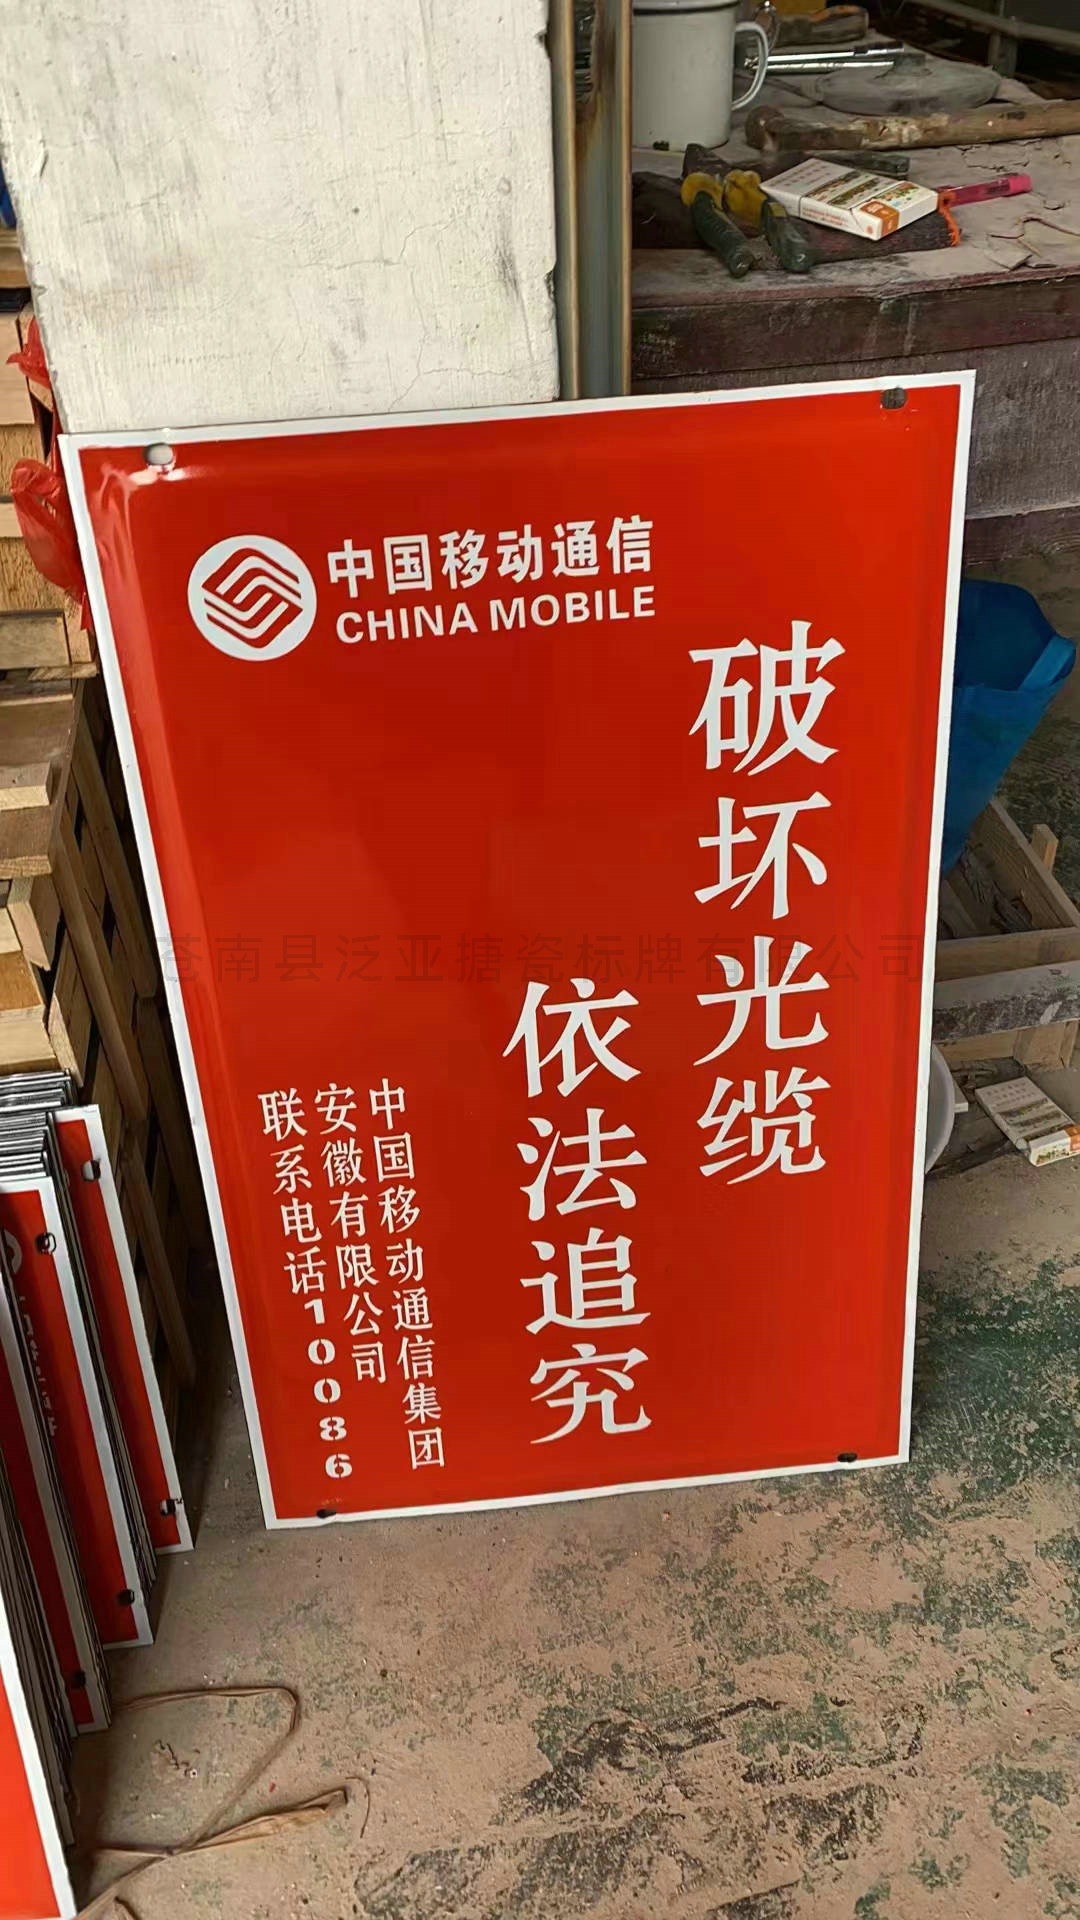 中国移动通信
CHINA MOBILE
破坏光缆
依法追究
中国移动通信集团
安徽有限公司
联系电话10086
苍南县泛亚搪瓷标牌有限公司